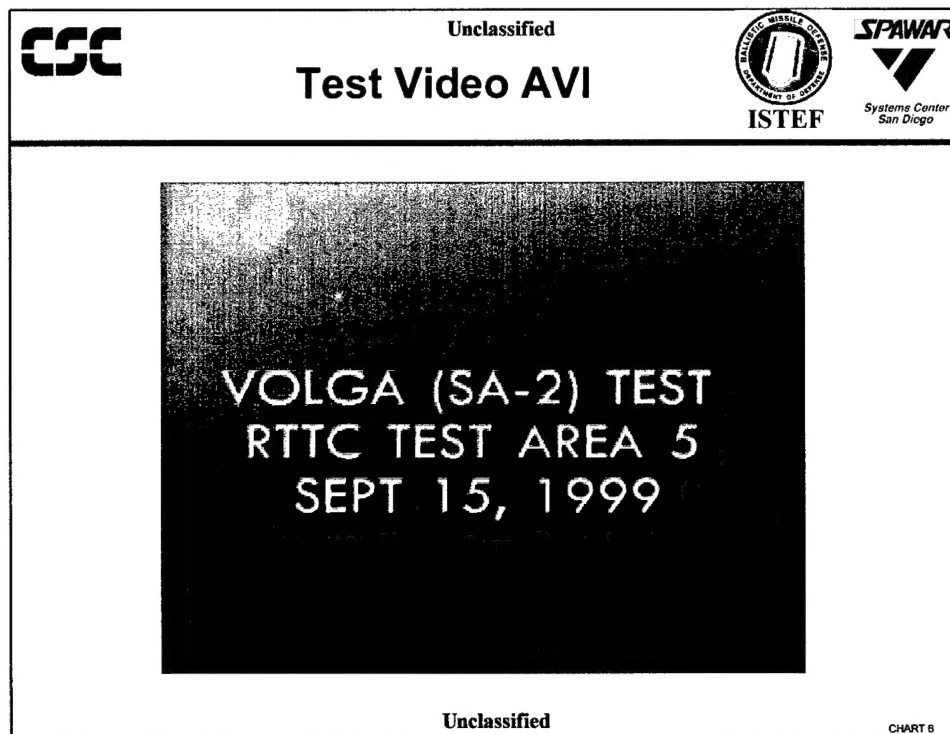 Unclassified
CSC
Test Video AVI
BALLISTIC MISSILE DEFENSE
DEPARTMENT OF DEFENSE
ISTEF
SPAWAR
Systems Center
San Diego
VOLGA (SA-2) TEST
RTTC TEST AREA 5
SEPT 15, 1999
Unclassified
CHART 6